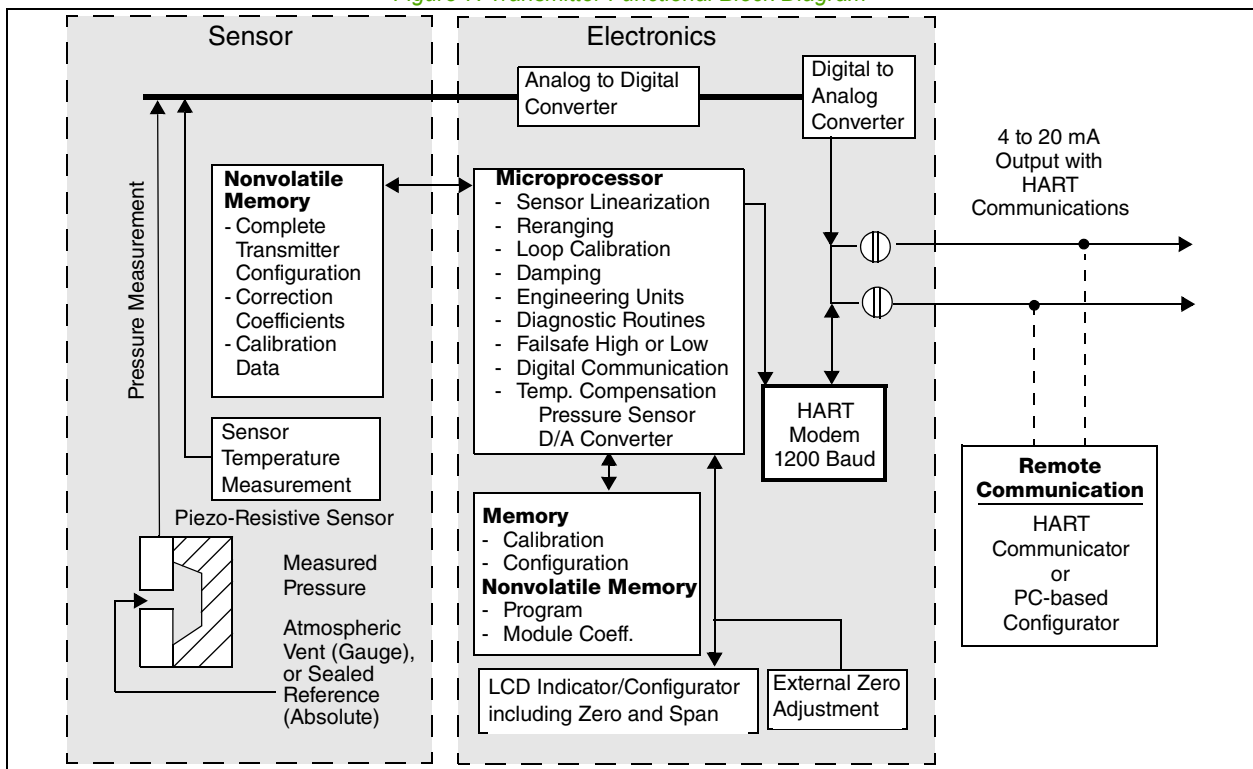 Figure 7. Transmitter Functional Block Diagram
Sensor
Electronics
Analog to Digital
Converter
Digital to
Analog
Converter
4 to 20 mA
Output with
HART
Communications
Pressure Measurement
Nonvolatile
Memory
- Complete
Transmitter
Configuration
- Correction
Coefficients
- Calibration
Data
Microprocessor
- Sensor Linearization
- Reranging
- Loop Calibration
- Damping
- Engineering Units
- Diagnostic Routines
- Failsafe High or Low
- Digital Communication
- Temp. Compensation
Pressure Sensor
D/A Converter
HART
Modem
1200 Baud
Sensor
Temperature
Measurement
Piezo-Resistive Sensor
Measured
Pressure
Atmospheric
Vent (Gauge),
or Sealed
Reference
(Absolute)
Memory
- Calibration
- Configuration
Nonvolatile Memory
- Program
- Module Coeff.
LCD Indicator/Configurator
including Zero and Span
External Zero
Adjustment
Remote
Communication
HART
Communicator
or
PC-based
Configurator